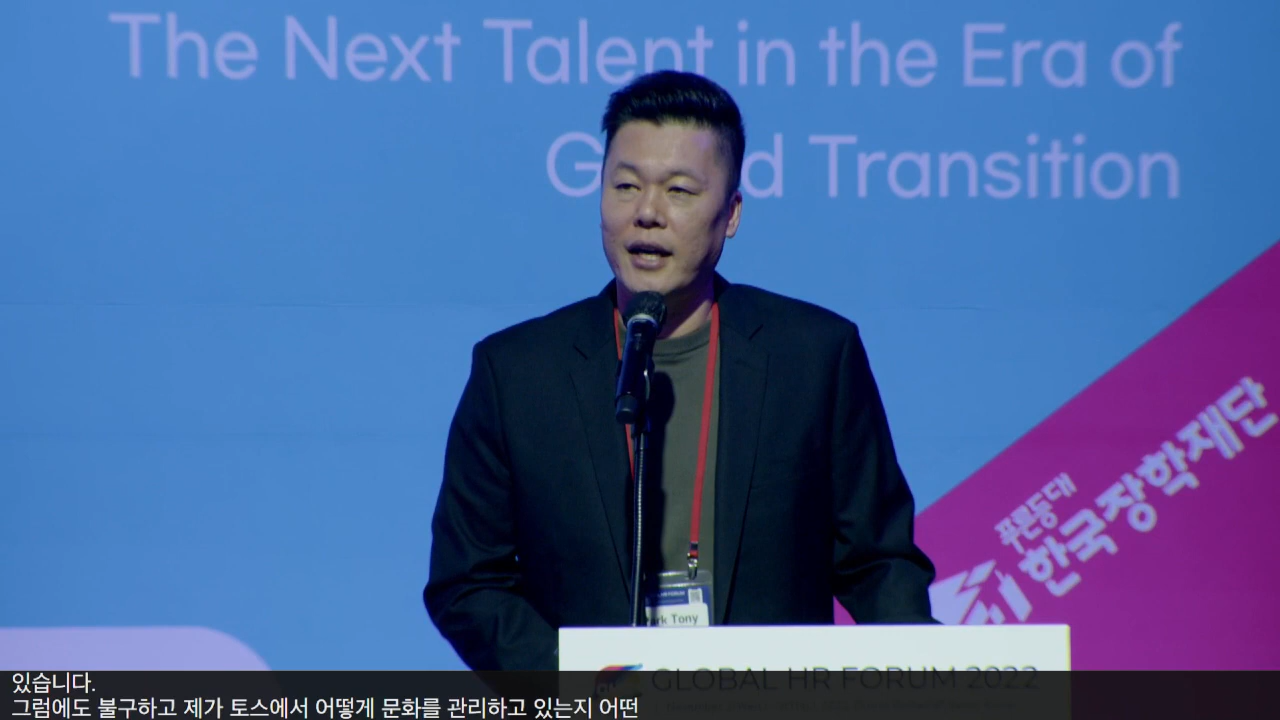 The Next Talent in the Era of
Transition
푸른등대
한국장학재단
Tony
GLOBAL HR FORUM 2022
있습니다.
그럼에도 불구하고 제가 토스에서 어떻게 문화를 관리하고 있는지 어떤